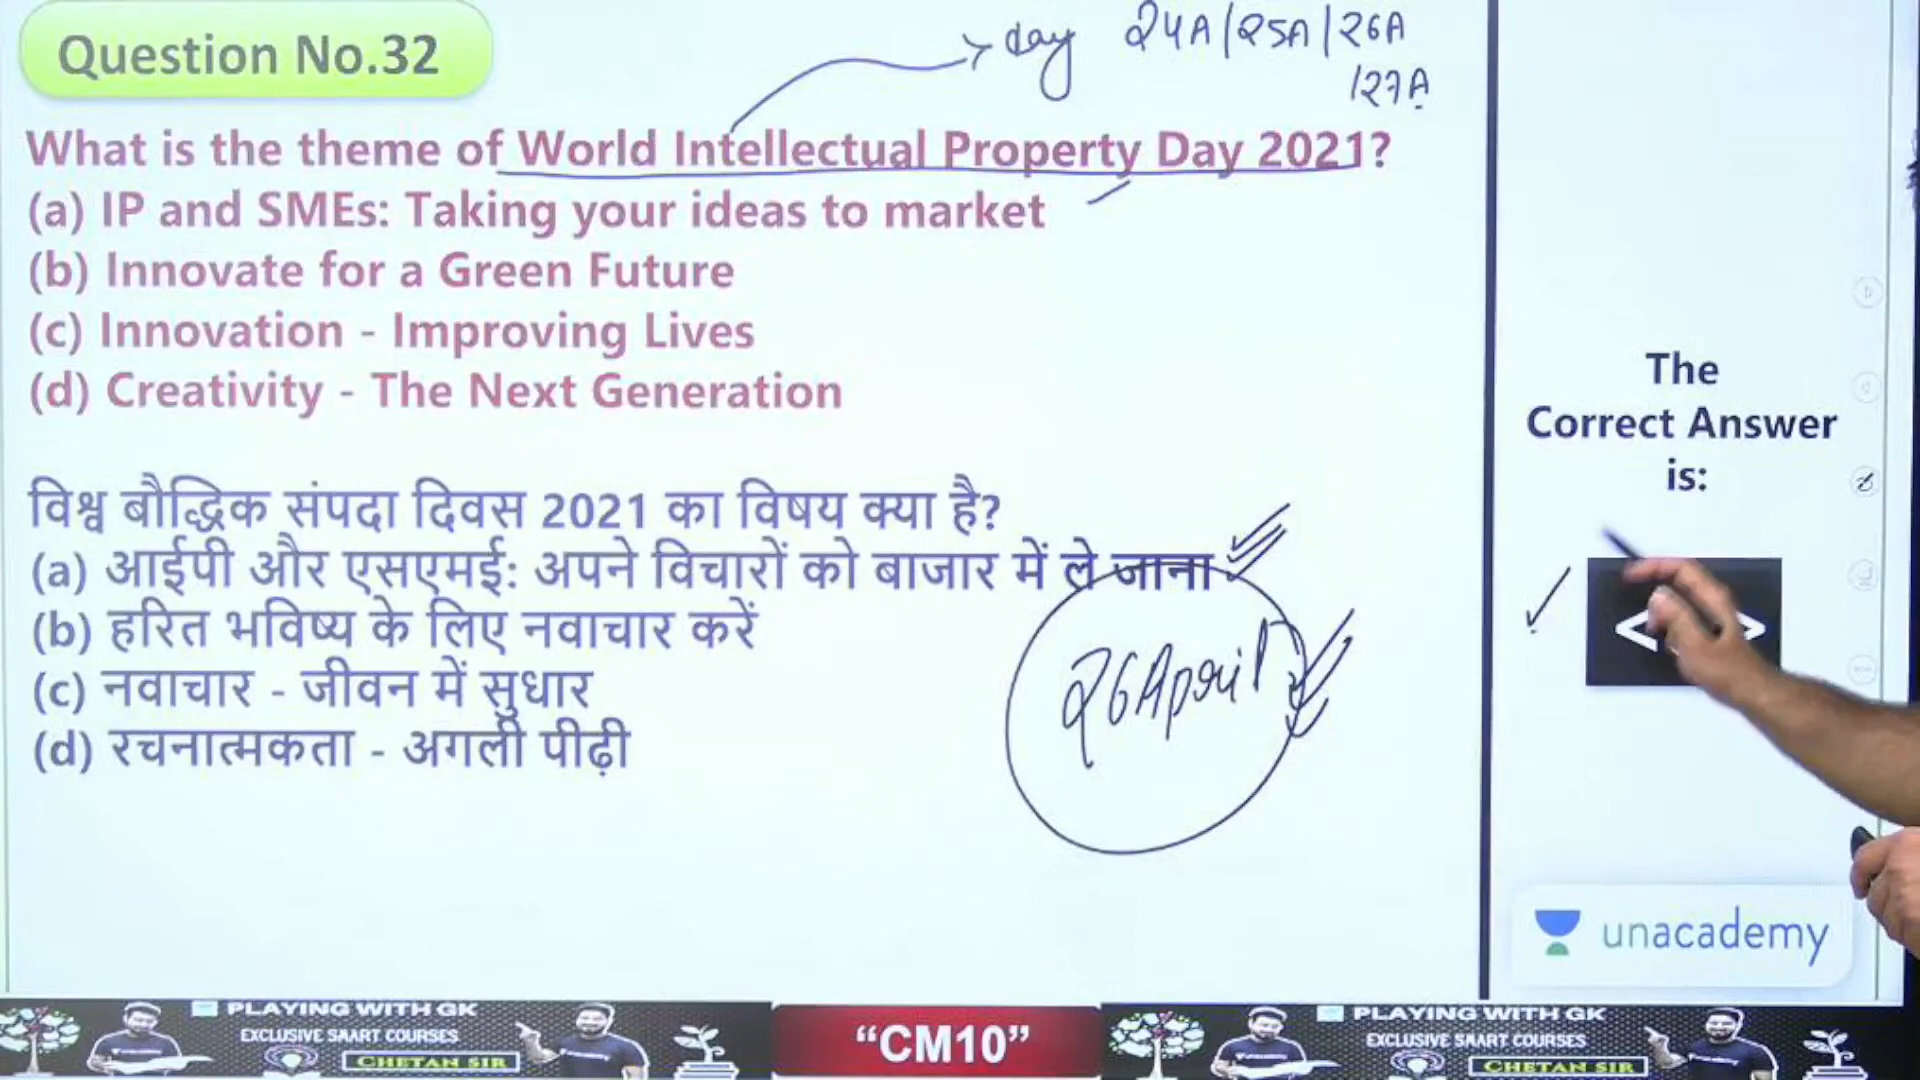 Question No.32
day 24A/25A/26A
/27A
What is the theme of World Intellectual Property Day 2021?
(a) IP and SMEs: Taking your ideas to market
(b) Innovate for a Green Future
(c) Innovation - Improving Lives
(d) Creativity - The Next Generation
विश्व बौद्धिक संपदा दिवस 2021 का विषय क्या है?
(a) आईपी और एसएमई: अपने विचारों को बाजार में ले जाना
(b) हरित भविष्य के लिए नवाचार करें
(c) नवाचार - जीवन में सुधार
(d) रचनात्मकता - अगली पीढ़ी
26 April
The
Correct Answer
is:
unacademy
PLAYING WITH GK
EXCLUSIVE SMART COURSES
CHETAN SIR
“CM10”
PLAYING WITH GK
EXCLUSIVE SMART COURSES
CHETAN SIR